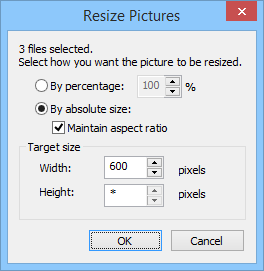 Resize Pictures
3 files selected.
Select how you want the picture to be resized.
By percentage: 100 %
By absolute size:
Maintain aspect ratio
Target size
Width: 600 pixels
Height: * pixels
OK Cancel